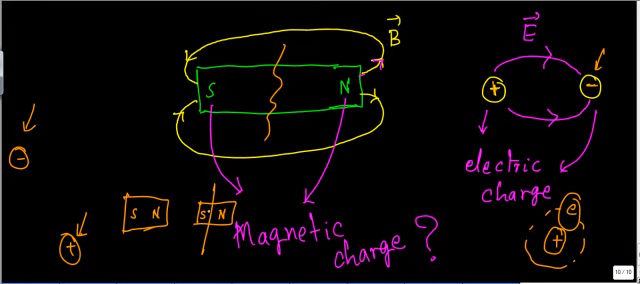 B
E
S N
+ −
−
electric
charge
S N S N
Magnetic
charge ?
e
+
+
10 / 10